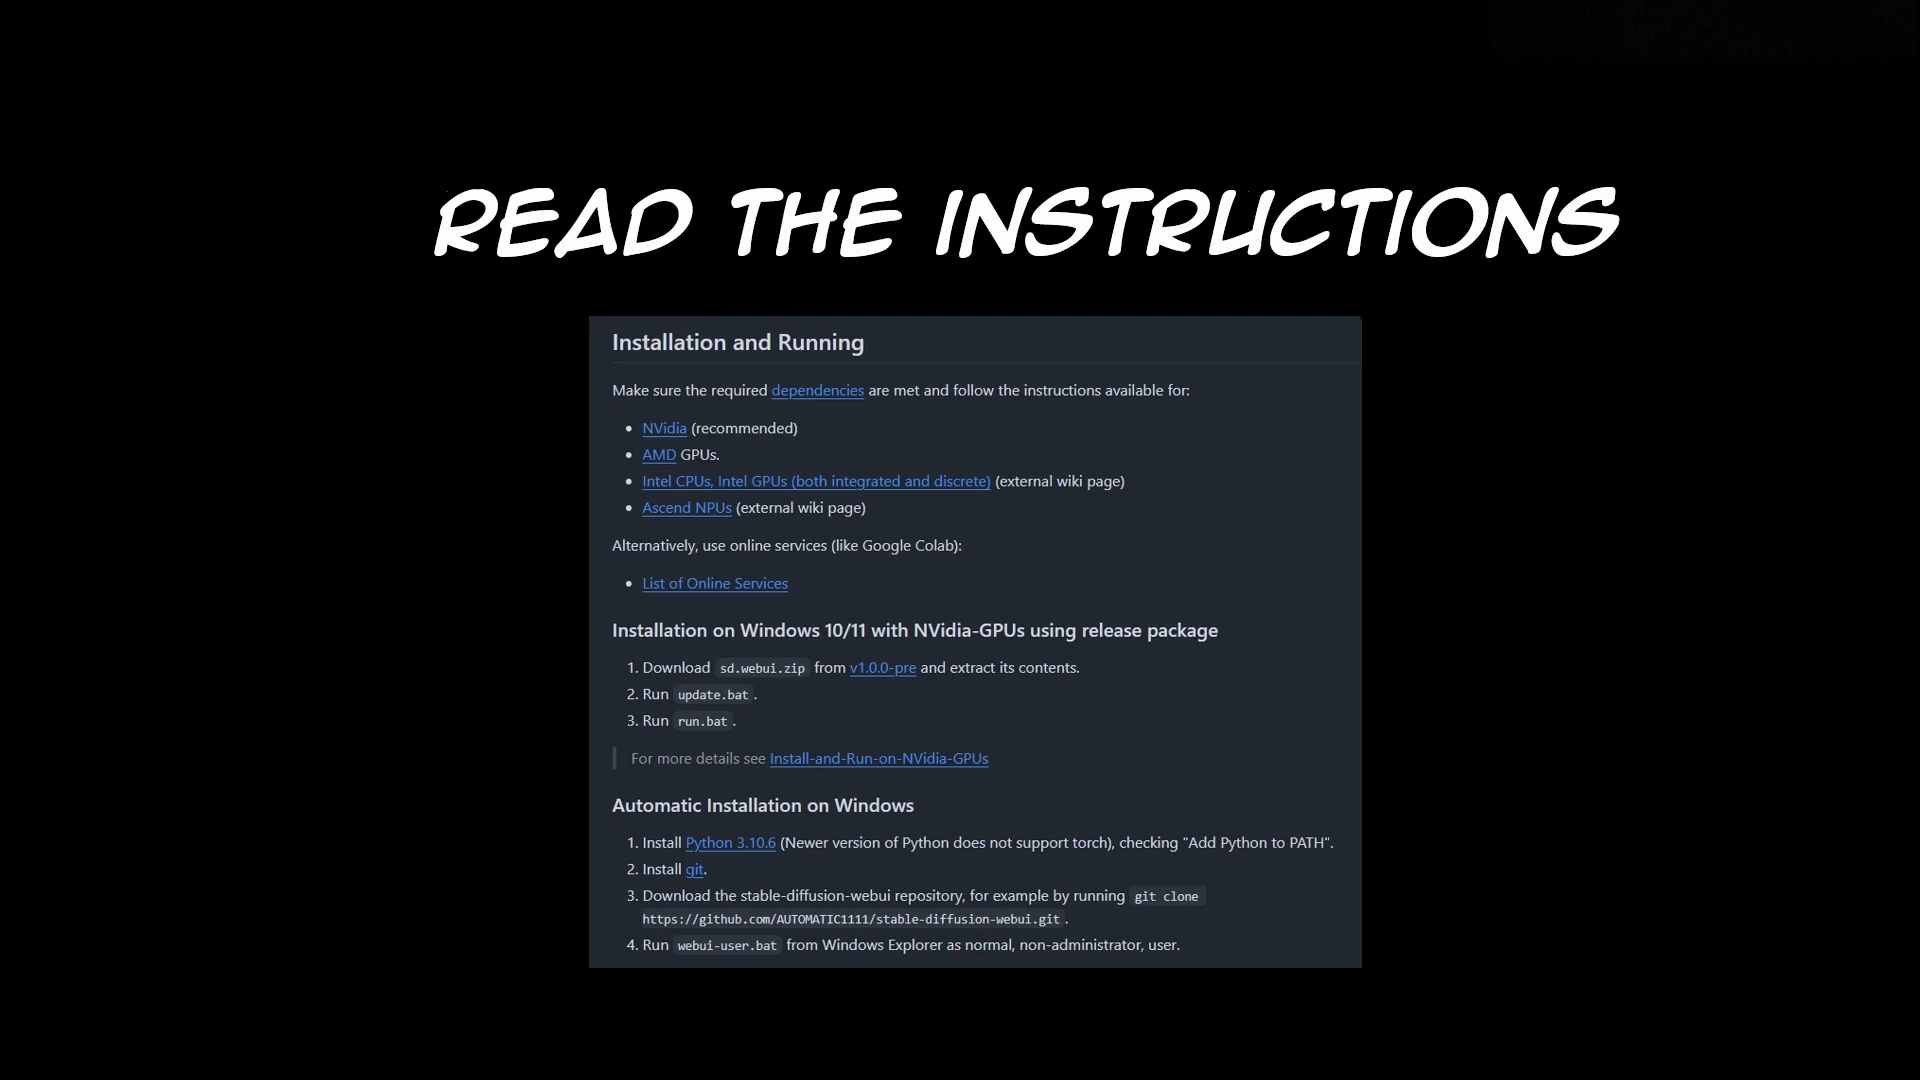 READ THE INSTRUCTIONS
Installation and Running
Make sure the required dependencies are met and follow the instructions available for:
• NVidia (recommended)
• AMD GPUs.
• Intel CPUs, Intel GPUs (both integrated and discrete) (external wiki page)
• Ascend NPUs (external wiki page)
Alternatively, use online services (like Google Colab):
• List of Online Services
Installation on Windows 10/11 with NVidia-GPUs using release package
1. Download sd.webui.zip from v1.0.0-pre and extract its contents.
2. Run update.bat.
3. Run run.bat.
For more details see Install-and-Run-on-NVidia-GPUs
Automatic Installation on Windows
1. Install Python 3.10.6 (Newer version of Python does not support torch), checking "Add Python to PATH".
2. Install git.
3. Download the stable-diffusion-webui repository, for example by running git clone
https://github.com/AUTOMATIC1111/stable-diffusion-webui.git.
4. Run webui-user.bat from Windows Explorer as normal, non-administrator, user.